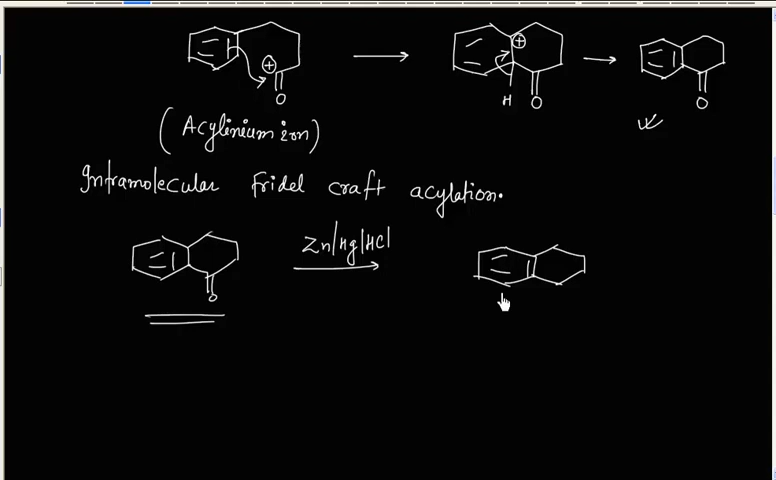 O
H
O
O
(Acylinium ion)
Intramolecular Fridel craft acylation.
Zn/Hg/HCl
O